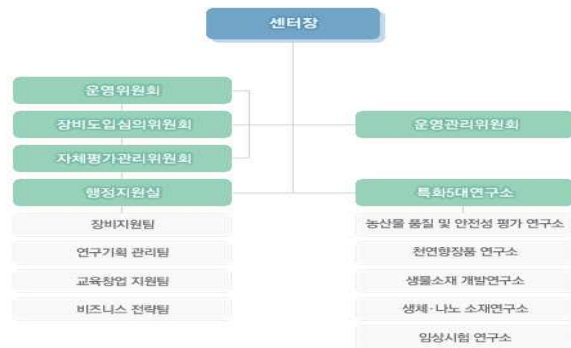 센터장
운영위원회
장비도입심의위원회
운영관리위원회
자체평가관리위원회
행정지원실
특화5대연구소
장비지원팀
농산물 품질 및 안전성 평가 연구소
연구기획 관리팀
천연향장품 연구소
교육창업 지원팀
생물소재 개발연구소
비즈니스 전략팀
생체·나노 소재연구소
임상시험 연구소